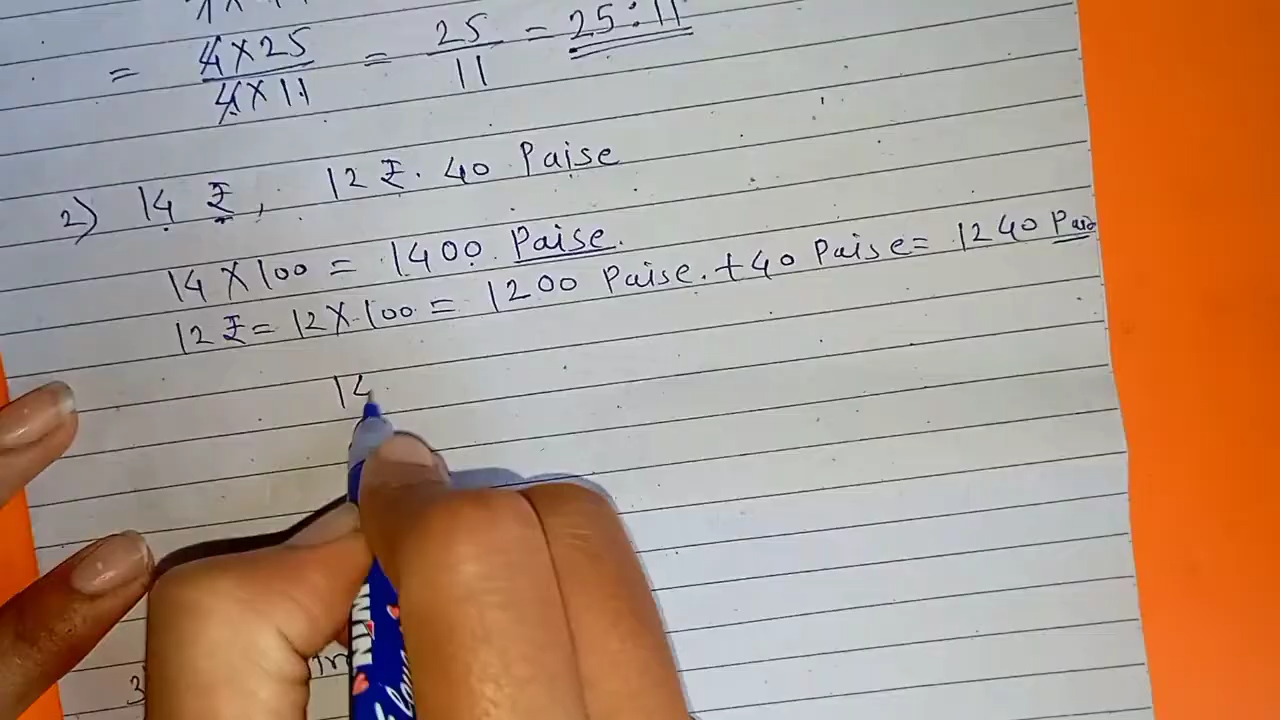 = 4×25/4×11 = 25/11 = 25:11
2) 14 ₹, 12 ₹. 40 Paise
14 × 100 = 1400 Paise.
12 ₹ = 12 × 100 = 1200 Paise. + 40 Paise = 1240 Paise
14
3